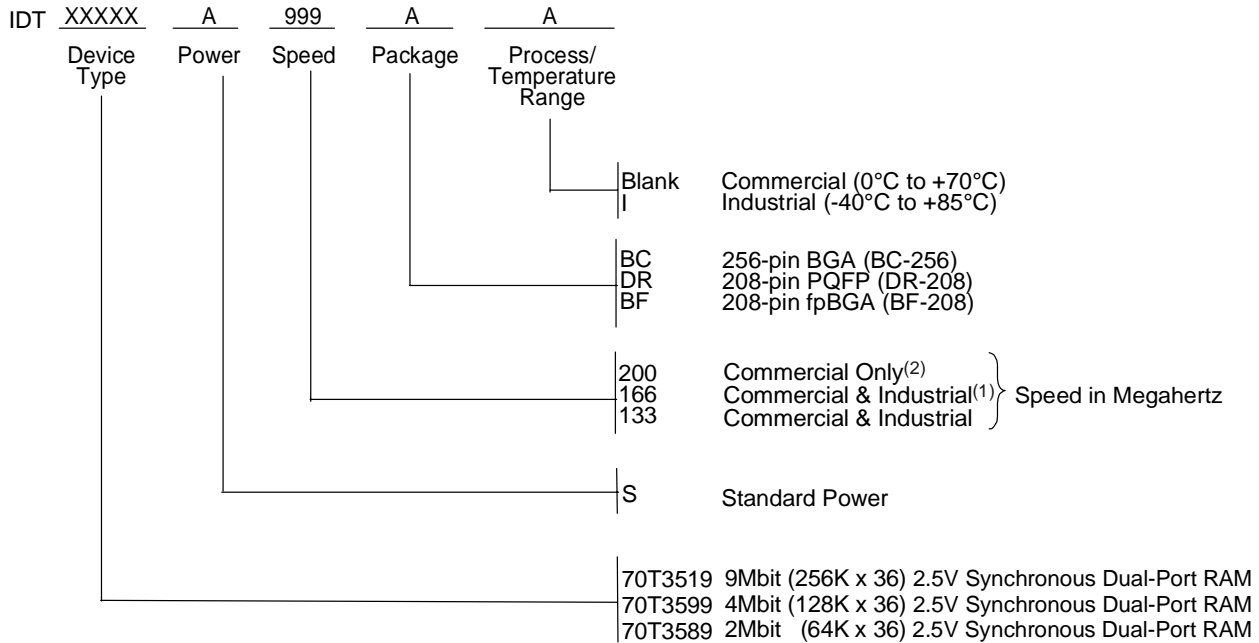 IDT XXXXX A 999 A A
Device Type Power Speed Package Process/ Temperature Range
Blank Commercial (0°C to +70°C)
I Industrial (-40°C to +85°C)
BC 256-pin BGA (BC-256)
DR 208-pin PQFP (DR-208)
BF 208-pin fpBGA (BF-208)
200 Commercial Only(2)
166 Commercial & Industrial(1) Speed in Megahertz
133 Commercial & Industrial
S Standard Power
70T3519 9Mbit (256K x 36) 2.5V Synchronous Dual-Port RAM
70T3599 4Mbit (128K x 36) 2.5V Synchronous Dual-Port RAM
70T3589 2Mbit (64K x 36) 2.5V Synchronous Dual-Port RAM